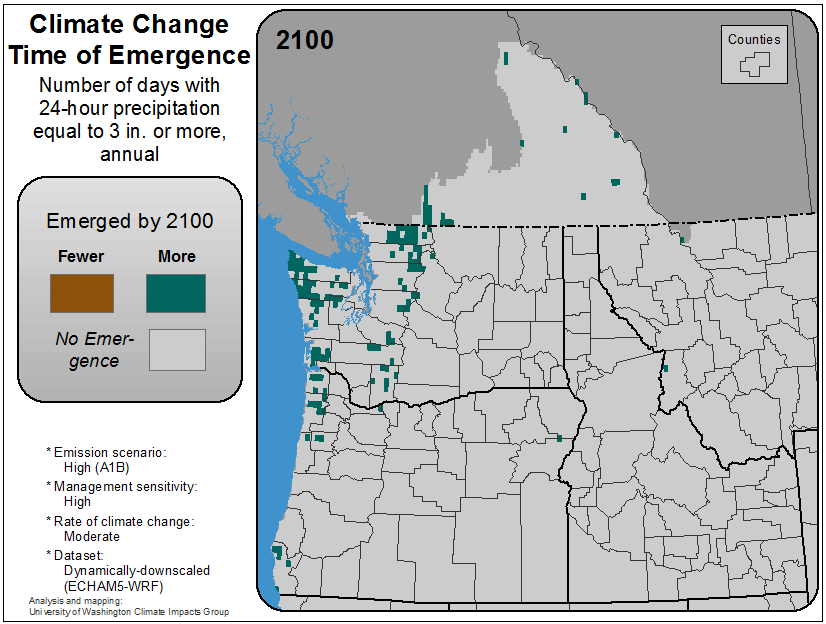 Climate Change
Time of Emergence
Number of days with
24-hour precipitation
equal to 3 in. or more,
annual
Emerged by 2100
Fewer
More
No Emer-
gence
* Emission scenario:
High (A1B)
* Management sensitivity:
High
* Rate of climate change:
Moderate
* Dataset:
Dynamically-downscaled
(ECHAM5-WRF)
Analysis and mapping:
University of Washington Climate Impacts Group
2100
Counties